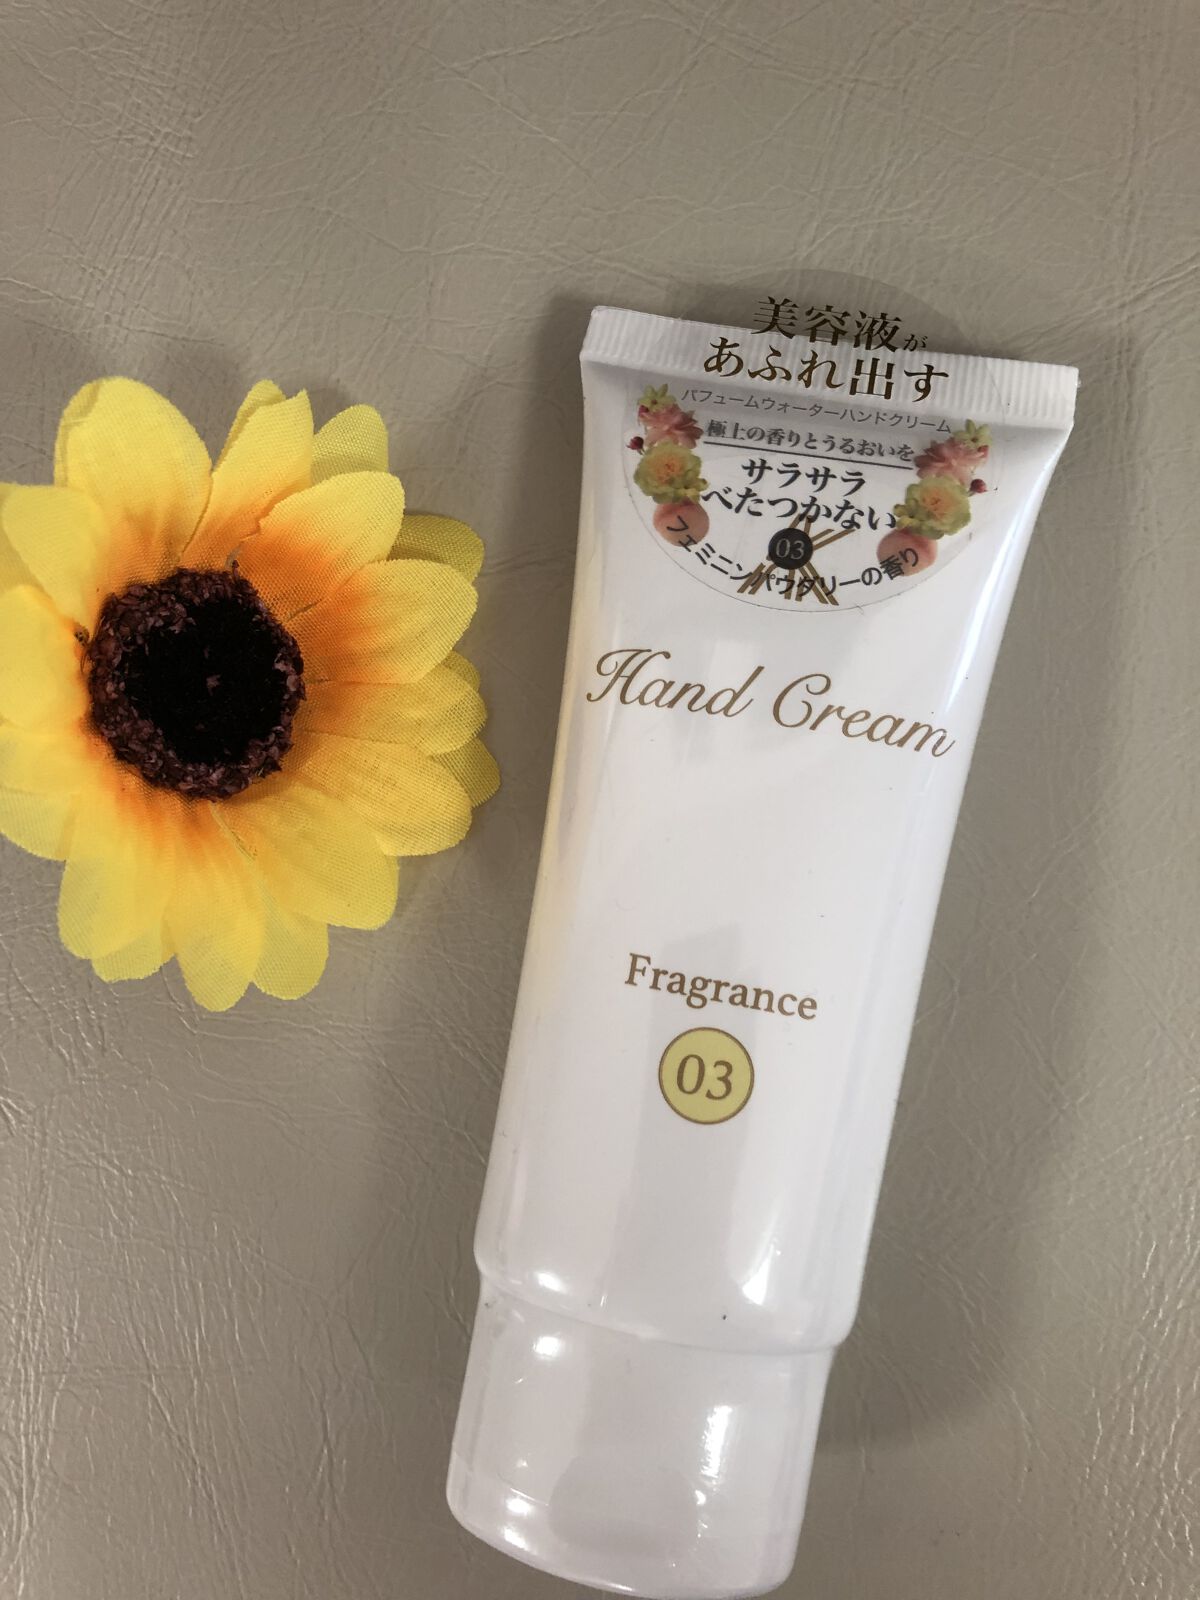 美容液が
あふれ出す
パフュームウォーターハンドクリーム
極上の香りとうるおいを
サラサラ
べたつかない
03
フェミニンパウダリーの香り
Hand Cream
Fragrance
03